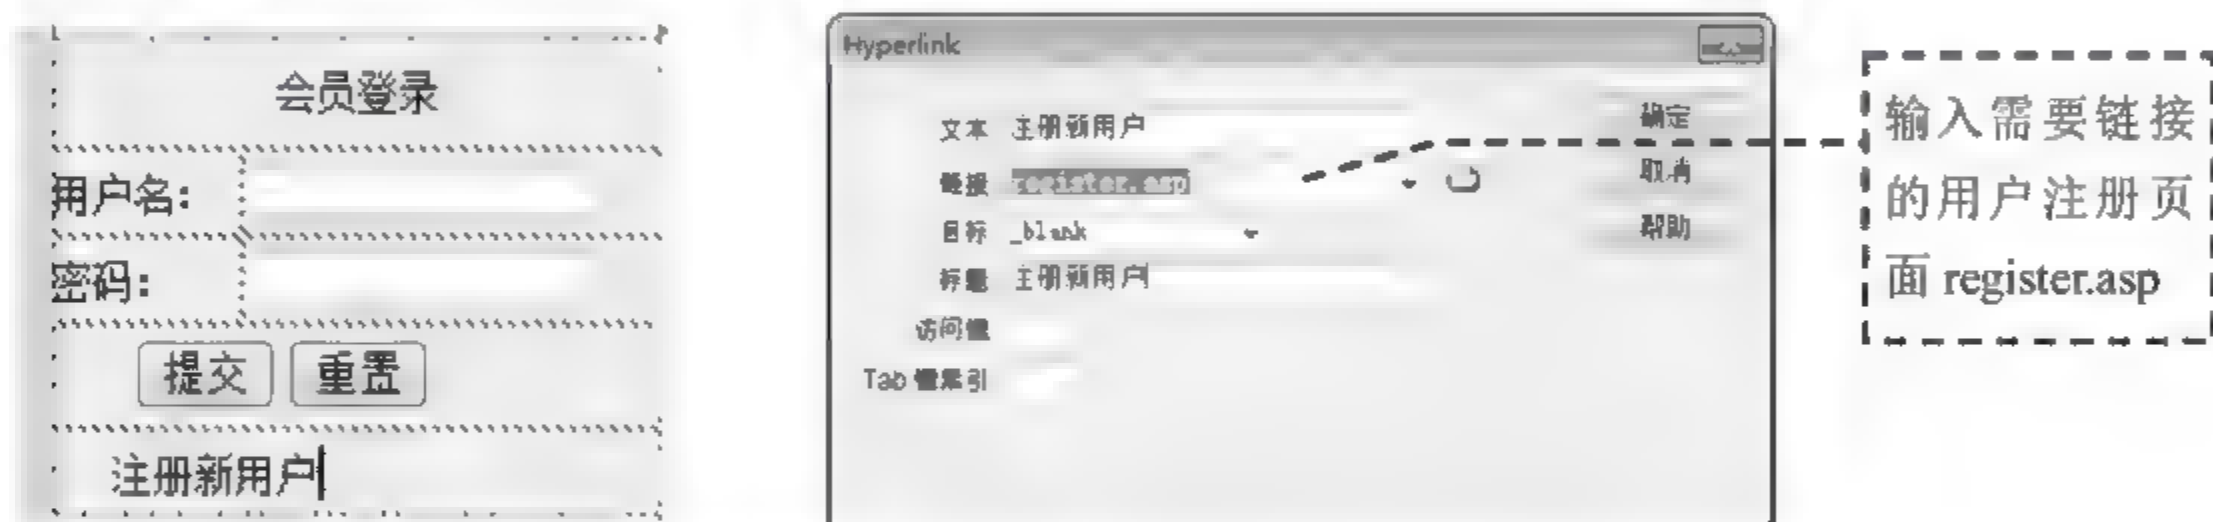 会员登录
用户名:
密码:
提交 重置
注册新用户
Hyperlink
文本 注册新用户
链接 register.asp
目标 _blank
标题 注册新用户
访问键
Tab 键索引
确定
取消
帮助
输入需要链接
的用户注册页
面 register.asp